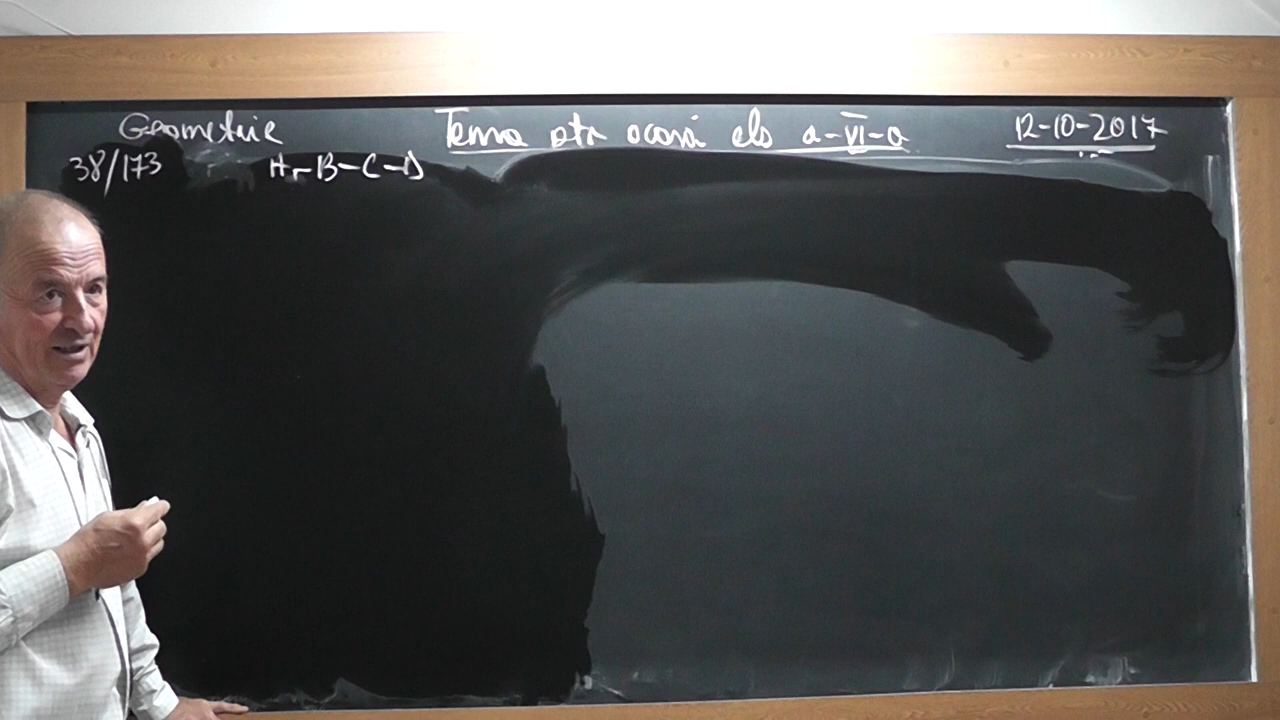 Geometrie Tema ptr acasă cls a-VI-a 12-10-2017
38/173 A-B-C-D